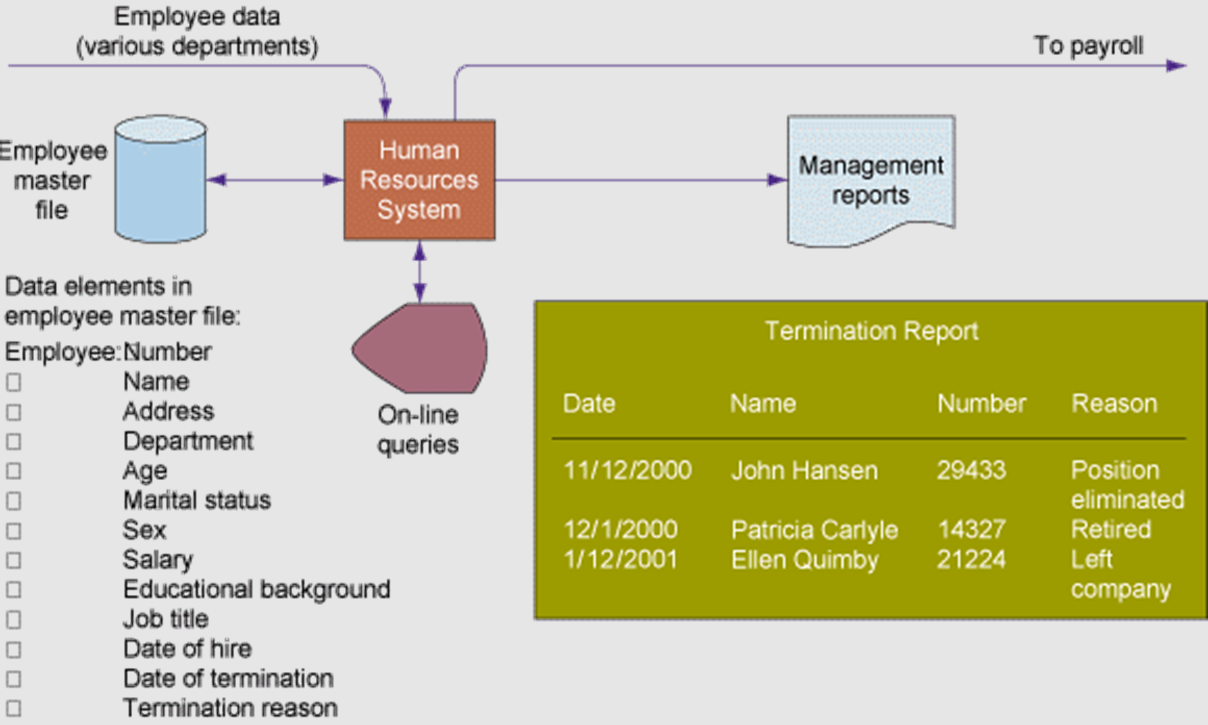 Employee data
(various departments)
To payroll
Employee
master
file
Human
Resources
System
Management
reports
On-line
queries
Data elements in
employee master file:
Employee: Number
Name
Address
Department
Age
Marital status
Sex
Salary
Educational background
Job title
Date of hire
Date of termination
Termination reason
Termination Report
Date Name Number Reason
11/12/2000 John Hansen 29433 Position
eliminated
12/1/2000 Patricia Carlyle 14327 Retired
1/12/2001 Ellen Quimby 21224 Left
company